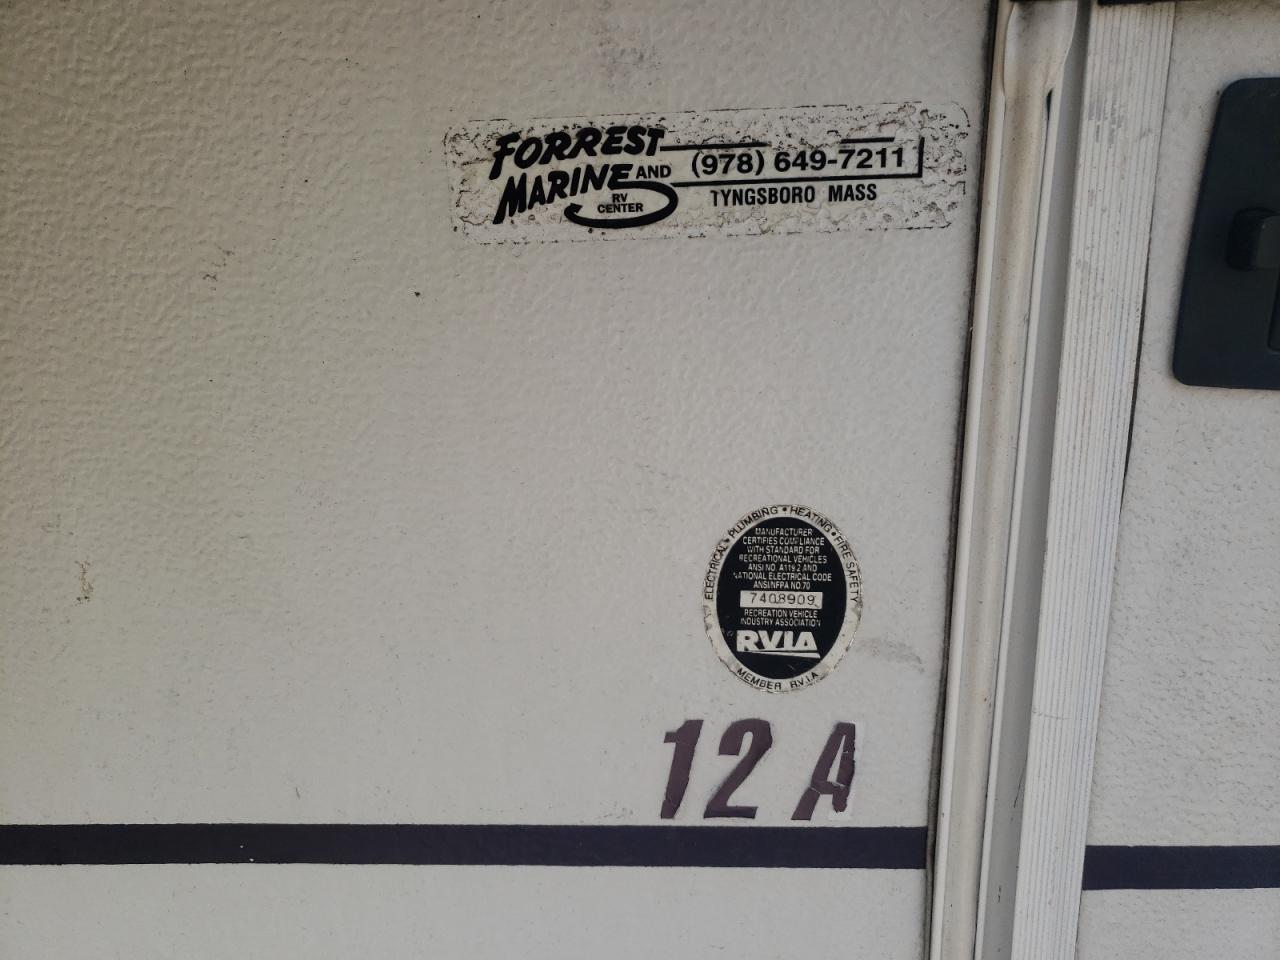 FORREST
MARINE AND
RV
CENTER
(978) 649-7211
TYNGSBORO MASS
ELECTRICAL • PLUMBING • HEATING • FIRE SAFETY
MANUFACTURER
CERTIFIES COMPLIANCE
WITH STANDARD FOR
RECREATIONAL VEHICLES
ANSI NO. A119.2 AND
NATIONAL ELECTRICAL CODE
ANSI/NFPA NO. 70
7408909
RECREATION VEHICLE
INDUSTRY ASSOCIATION
RVIA
MEMBER R.V.I.A
12 A